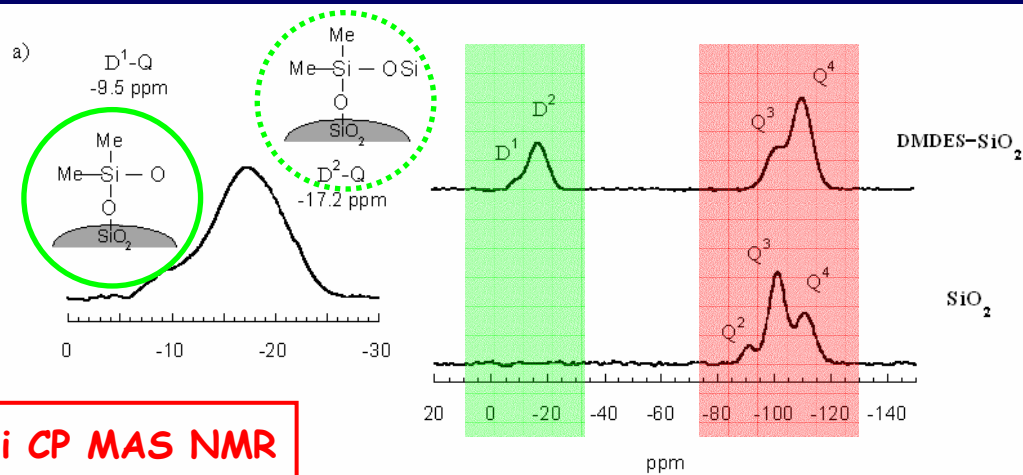 a)
D¹-Q
-9.5 ppm
Me
Me—Si—O
O
SiO₂
Me
Me—Si—OSi
O
SiO₂
D²-Q
-17.2 ppm
0 -10 -20 -30
D¹
D²
Q³
Q⁴
DMDES-SiO₂
Q²
Q³
Q⁴
SiO₂
20 0 -20 -40 -60 -80 -100 -120 -140
ppm
i CP MAS NMR